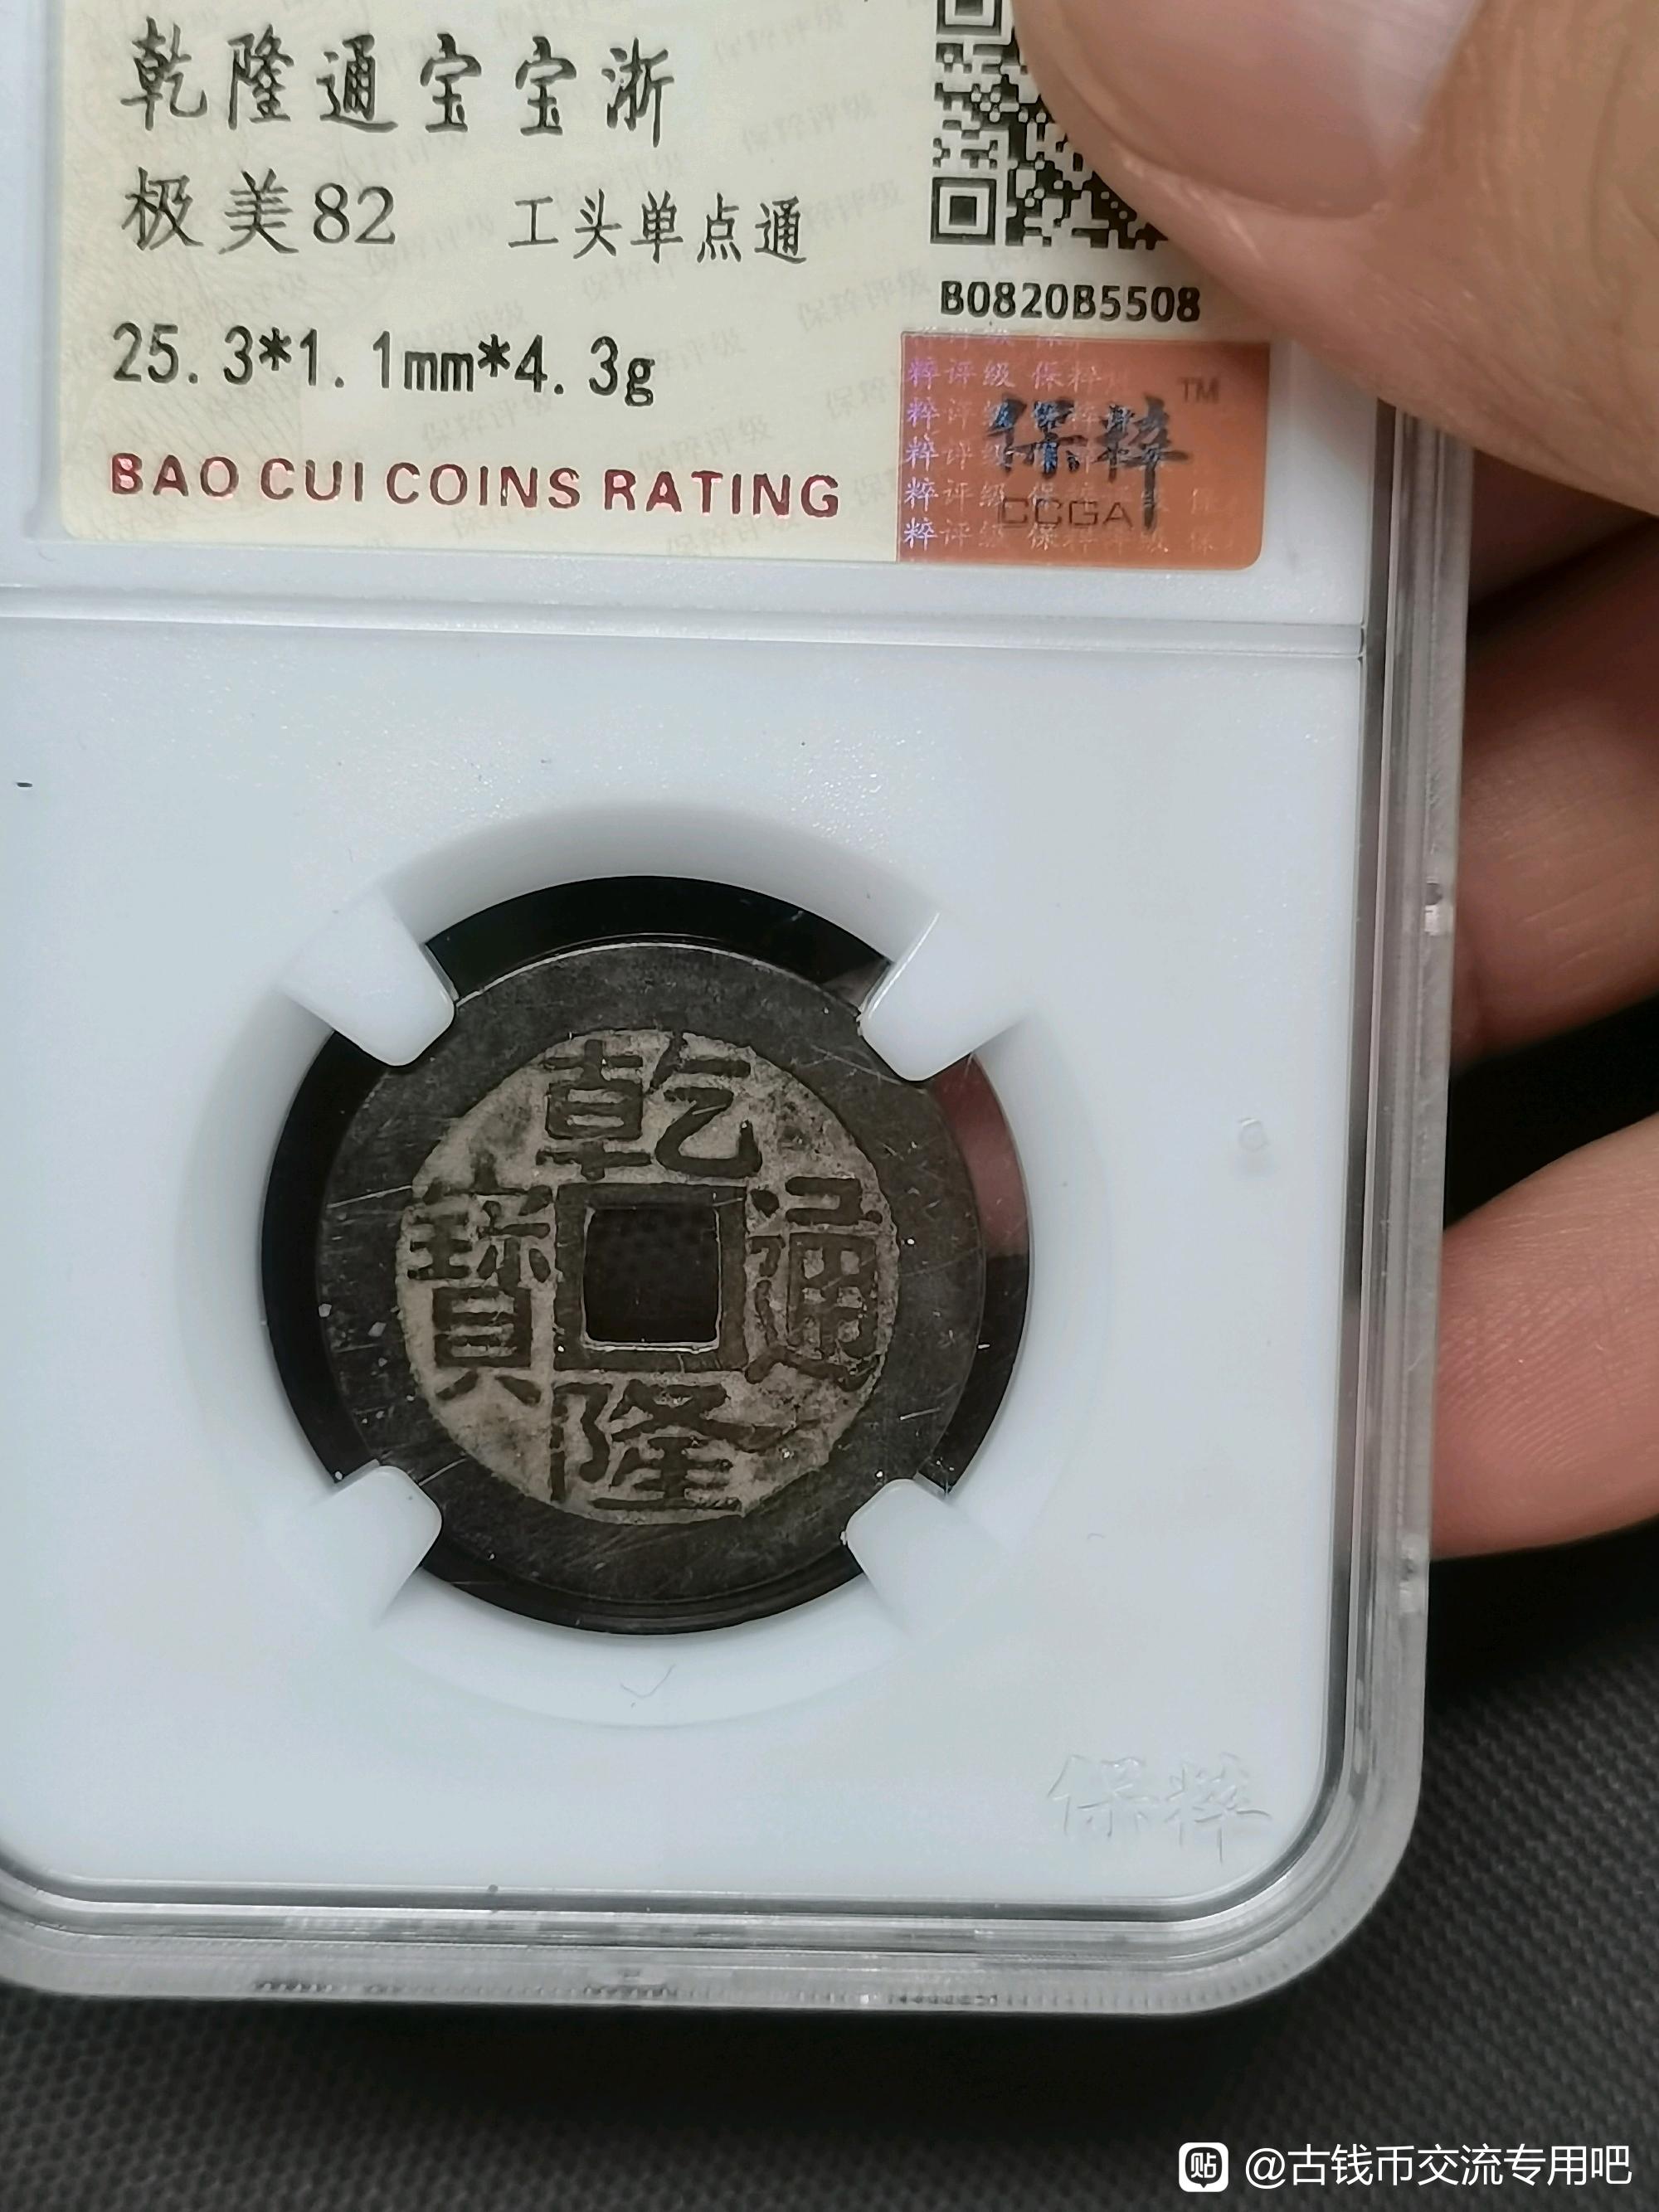 乾隆通宝宝浙
极美82 工头单点通
25.3*1.1mm*4.3g
BAO CUI COINS RATING
B0820B5508
保粹 TM
CCGA
乾隆通寶
保粹
贴 @古钱币交流专用吧